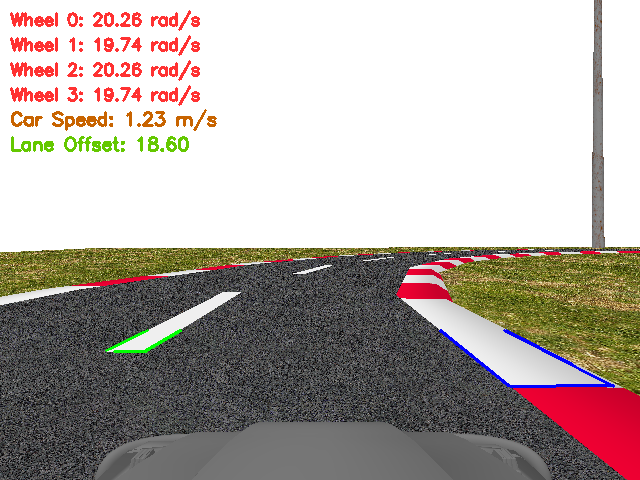 Wheel 0: 20.26 rad/s
Wheel 1: 19.74 rad/s
Wheel 2: 20.26 rad/s
Wheel 3: 19.74 rad/s
Car Speed: 1.23 m/s
Lane Offset: 18.60